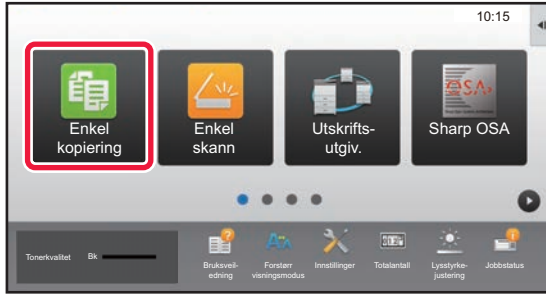 10:15
Enkel
kopiering
Enkel
skann
Utskrifts-
utgiv.
OSA
Sharp OSA
Tonerkvalitet
Bk
Bruksveil-
edning
Forstørr
visningsmodus
Innstillinger
Totalantall
Lysstyrke-
justering
Jobbstatus